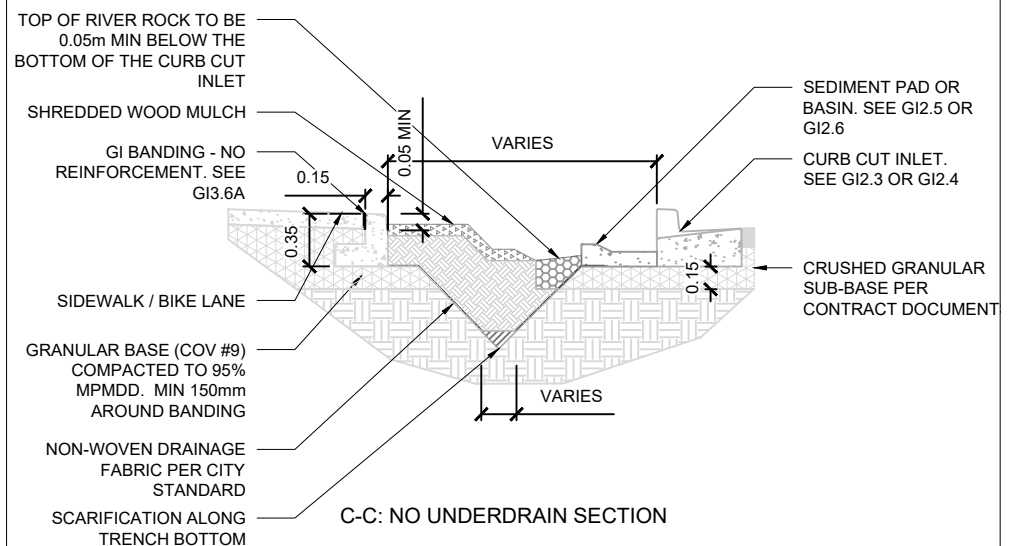 TOP OF RIVER ROCK TO BE
0.05m MIN BELOW THE
BOTTOM OF THE CURB CUT
INLET
SHREDDED WOOD MULCH
GI BANDING - NO
REINFORCEMENT. SEE
GI3.6A
0.15
0.35
0.05 MIN
VARIES
SIDEWALK / BIKE LANE
GRANULAR BASE (COV #9)
COMPACTED TO 95%
MPMDD. MIN 150mm
AROUND BANDING
NON-WOVEN DRAINAGE
FABRIC PER CITY
STANDARD
SCARIFICATION ALONG
TRENCH BOTTOM
VARIES
SEDIMENT PAD OR
BASIN. SEE GI2.5 OR
GI2.6
CURB CUT INLET.
SEE GI2.3 OR GI2.4
0.15
CRUSHED GRANULAR
SUB-BASE PER
CONTRACT DOCUMENT
C-C: NO UNDERDRAIN SECTION